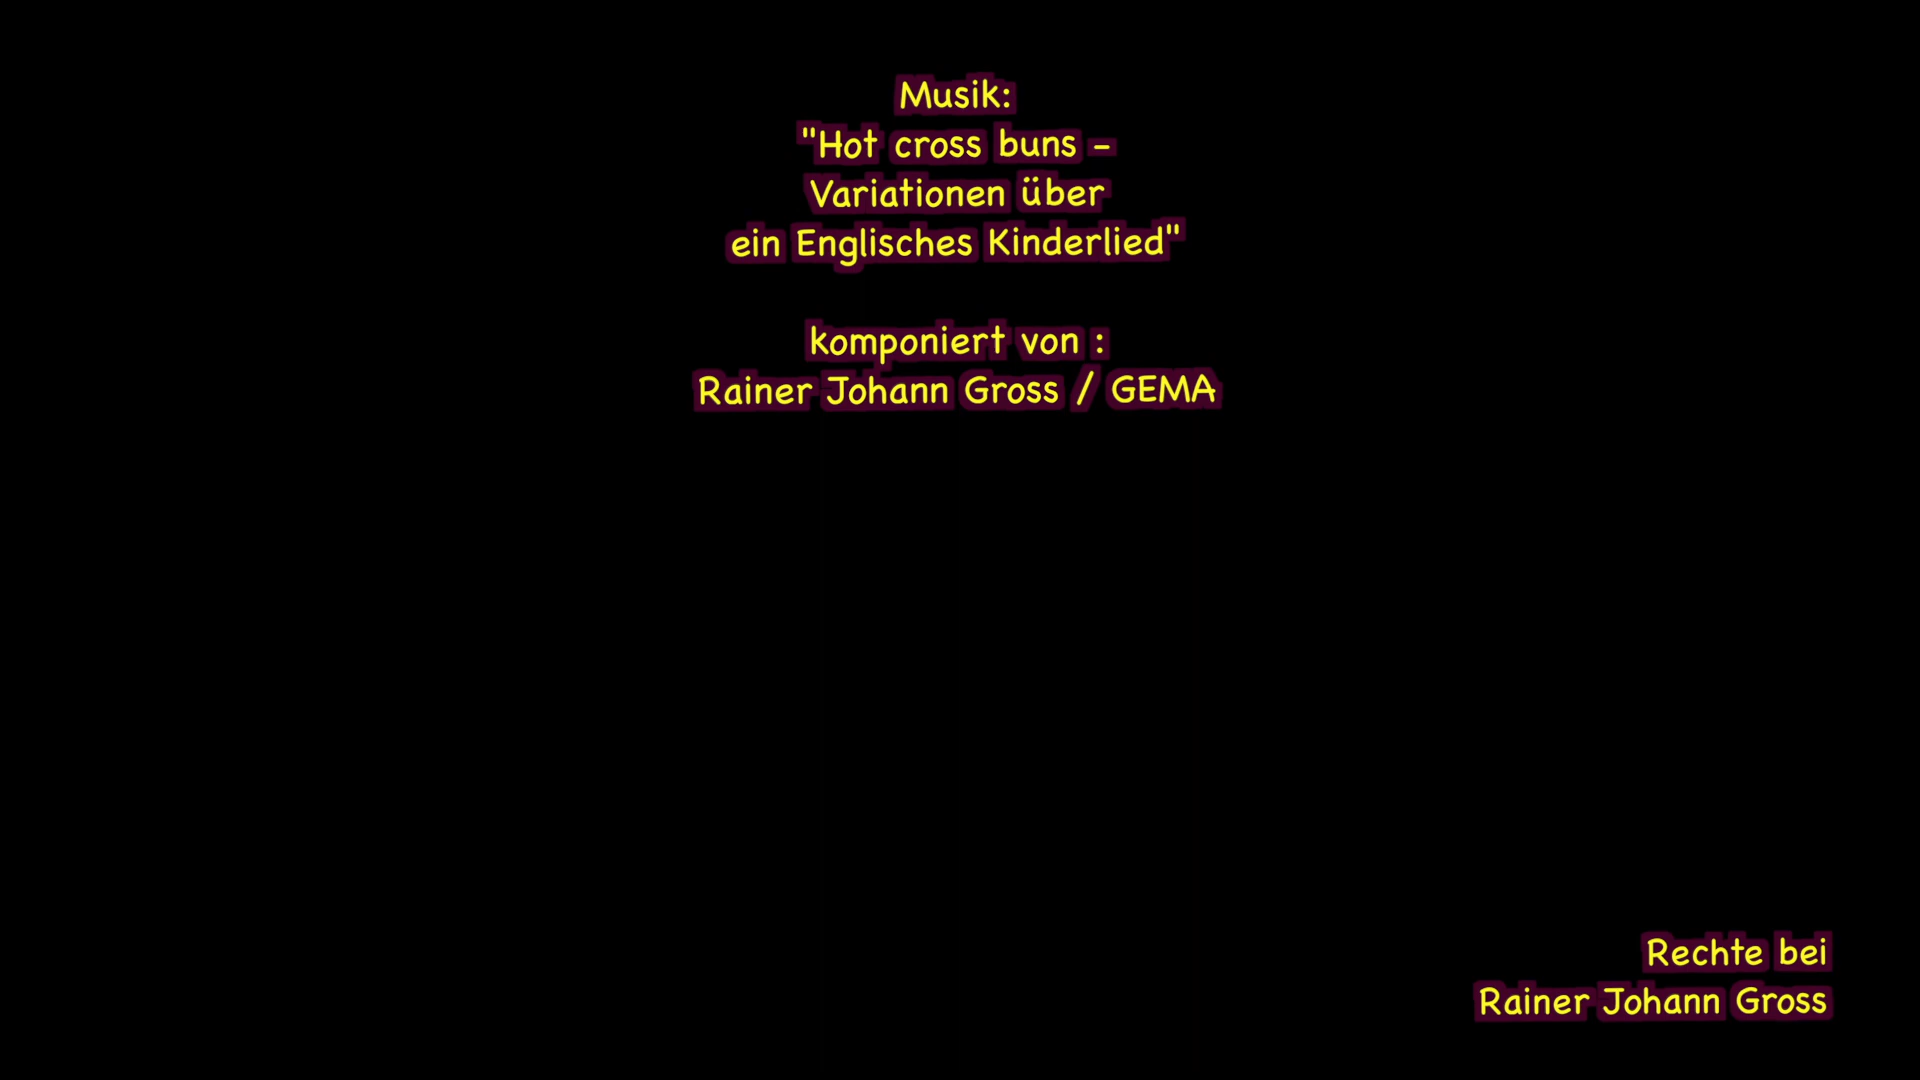 Musik:
"Hot cross buns -
Variationen über
ein Englisches Kinderlied"
komponiert von :
Rainer Johann Gross / GEMA
Rechte bei
Rainer Johann Gross